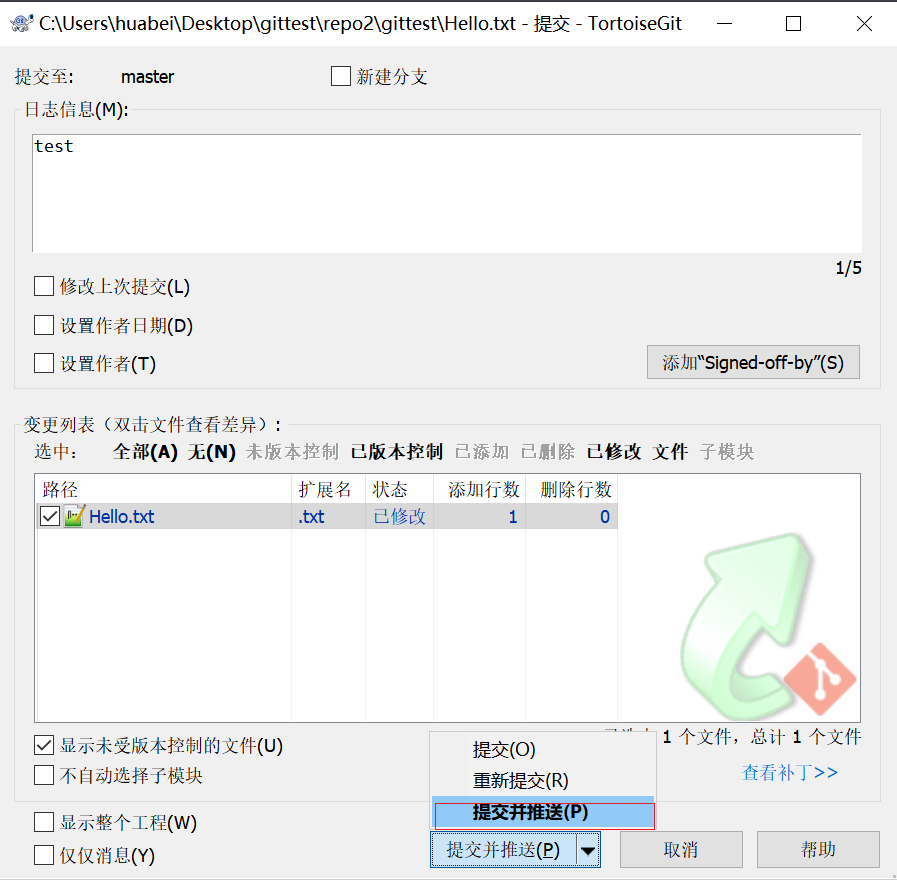 C:\Users\huabei\Desktop\gittest\repo2\gittest\Hello.txt - 提交 - TortoiseGit
提交至: master 新建分支
日志信息(M):
test
1/5
修改上次提交(L)
设置作者日期(D)
设置作者(T)
添加“Signed-off-by”(S)
变更列表（双击文件查看差异）:
选中: 全部(A) 无(N) 未版本控制 已版本控制 已添加 已删除 已修改 文件 子模块
路径 扩展名 状态 添加行数 删除行数
Hello.txt .txt 已修改 1 0
显示未受版本控制的文件(U)
1 个文件，总计 1 个文件
不自动选择子模块
查看补丁>>
提交(O)
重新提交(R)
提交并推送(P)
显示整个工程(W)
仅仅消息(Y)
提交并推送(P) 取消 帮助